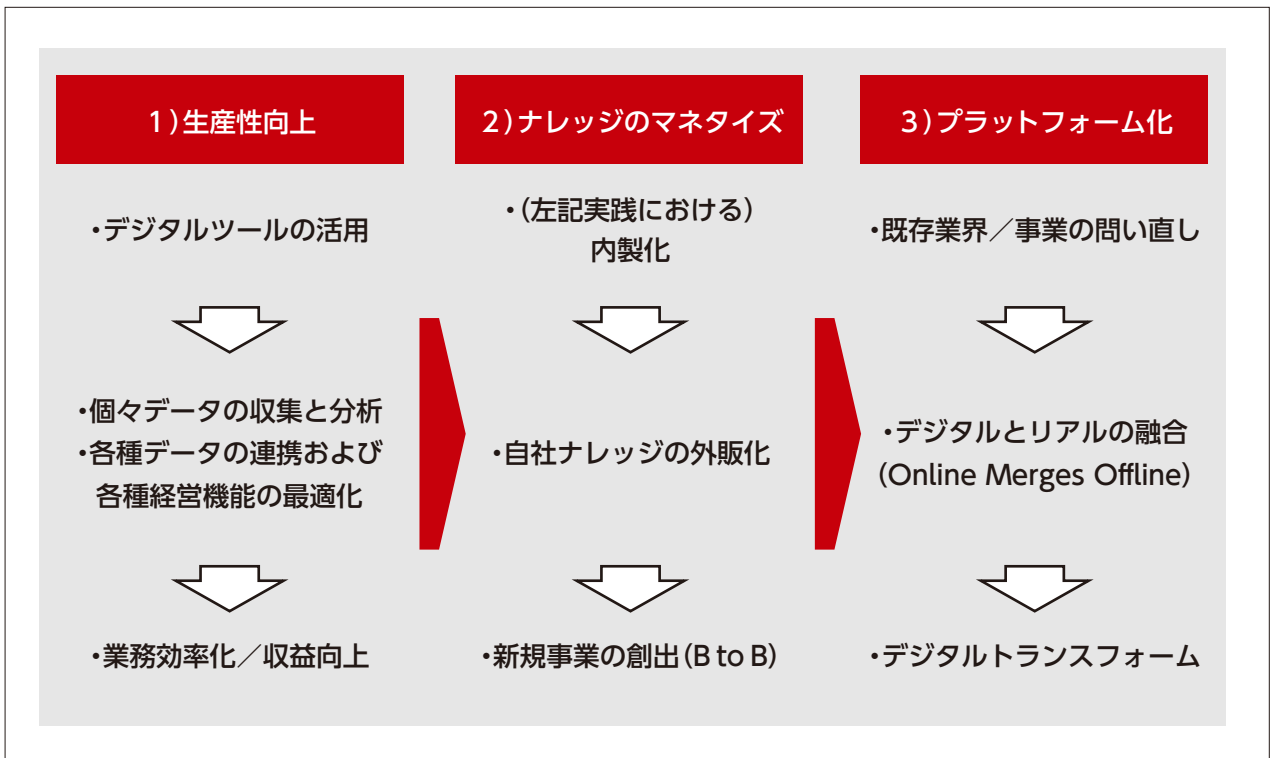 1）生産性向上
・デジタルツールの活用
・個々データの収集と分析
・各種データの連携および
各種経営機能の最適化
・業務効率化／収益向上
2）ナレッジのマネタイズ
・（左記実践における）
内製化
・自社ナレッジの外販化
・新規事業の創出（B to B）
3）プラットフォーム化
・既存業界／事業の問い直し
・デジタルとリアルの融合
（Online Merges Offline）
・デジタルトランスフォーム